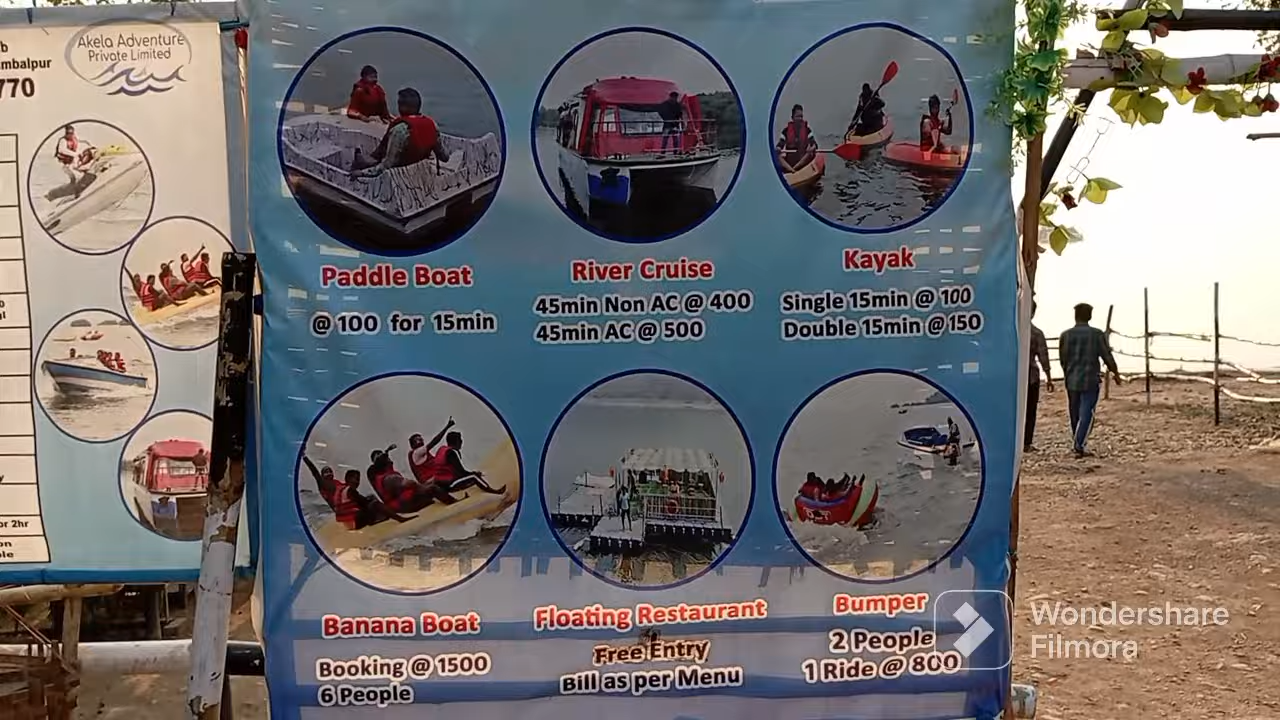 Akela Adventure
Private Limited
mbalpur
770
or 2hr
Paddle Boat
@ 100 for 15min
River Cruise
45min Non AC @ 400
45min AC @ 500
Kayak
Single 15min @ 100
Double 15min @ 150
Banana Boat
Booking @ 1500
6 People
Floating Restaurant
Free Entry
Bill as per Menu
Bumper
2 People
1 Ride @ 800
Wondershare
Filmora